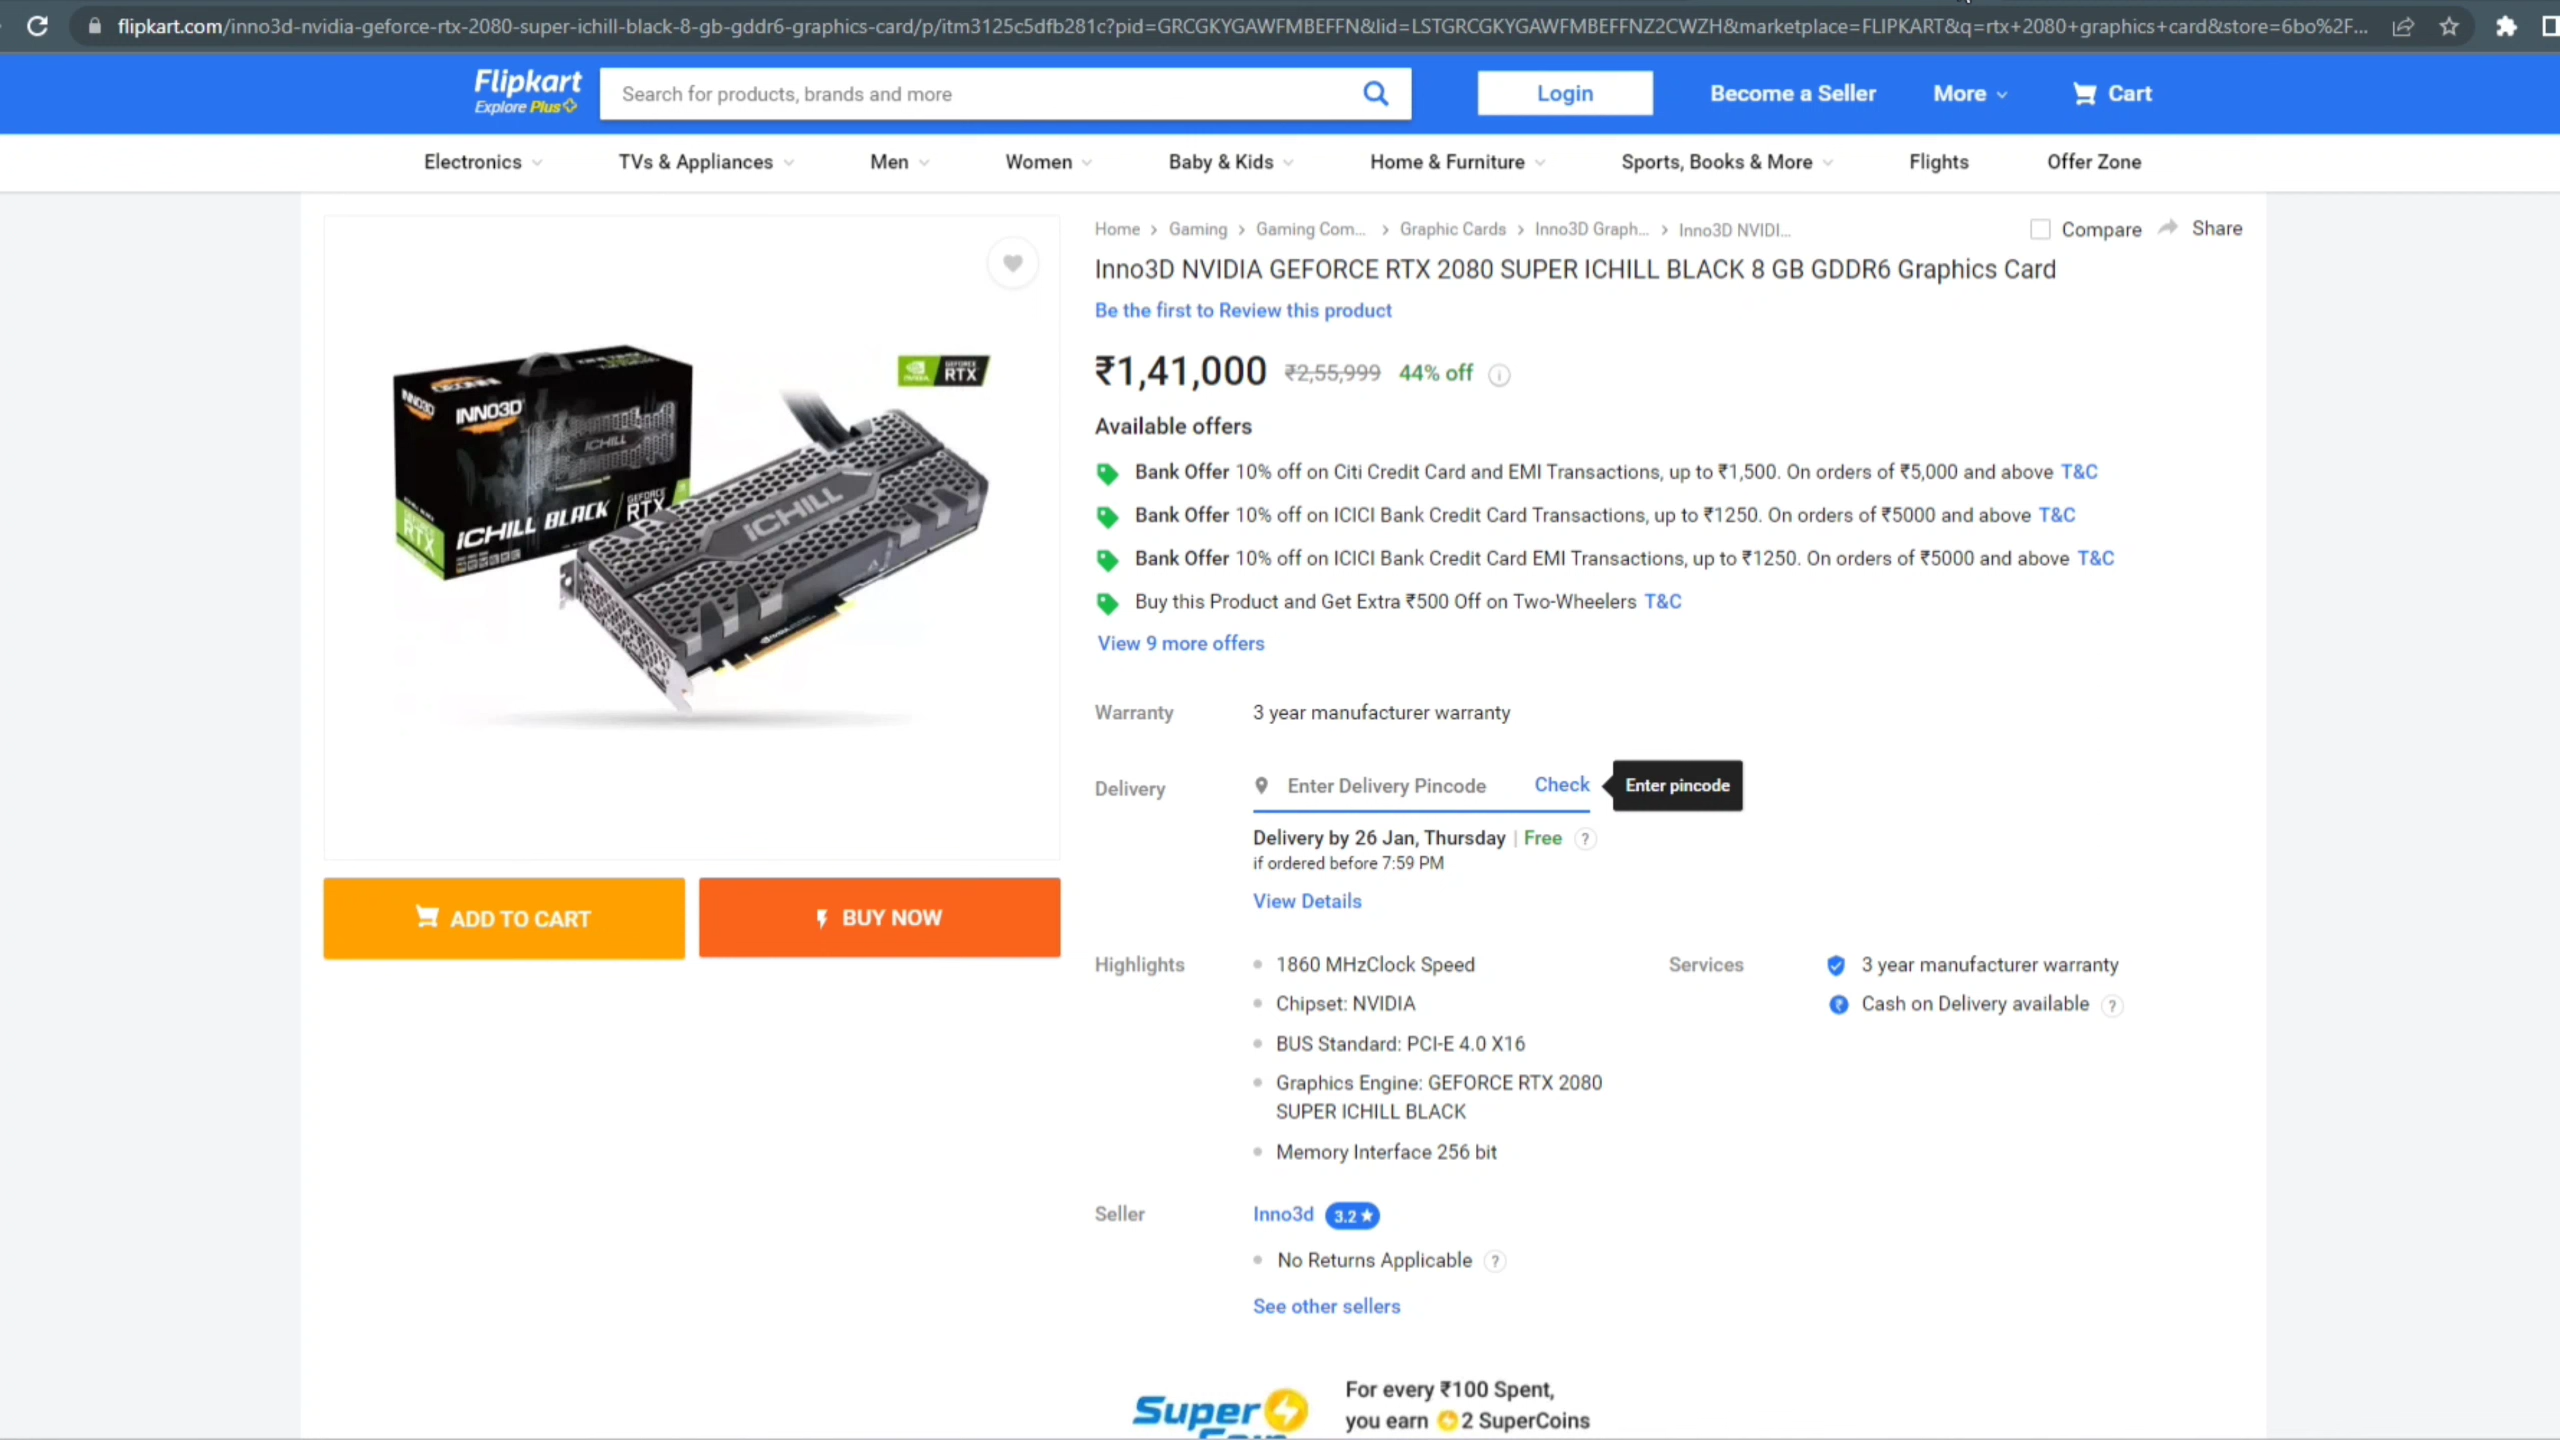 flipkart.com/inno3d-nvidia-geforce-rtx-2080-super-ichill-black-8-gb-gddr6-graphics-card/p/itm3125c5dfb281c?pid=GRCGKYGAWFMBEFFN&lid=LSTGRCGKYGAWFMBEFFNZ2CWZH&marketplace=FLIPKART&q=rtx+2080+graphics+card&store=6bo%2F...
Flipkart
Explore Plus
Search for products, brands and more
Login
Become a Seller
More
Cart
Electronics
TVs & Appliances
Men
Women
Baby & Kids
Home & Furniture
Sports, Books & More
Flights
Offer Zone
Home > Gaming > Gaming Com... > Graphic Cards > Inno3D Graph... > Inno3D NVIDI...
Compare
Share
Inno3D NVIDIA GEFORCE RTX 2080 SUPER ICHILL BLACK 8 GB GDDR6 Graphics Card
Be the first to Review this product
₹1,41,000 ₹2,55,999 44% off
Available offers
Bank Offer 10% off on Citi Credit Card and EMI Transactions, up to ₹1,500. On orders of ₹5,000 and above T&C
Bank Offer 10% off on ICICI Bank Credit Card Transactions, up to ₹1250. On orders of ₹5000 and above T&C
Bank Offer 10% off on ICICI Bank Credit Card EMI Transactions, up to ₹1250. On orders of ₹5000 and above T&C
Buy this Product and Get Extra ₹500 Off on Two-Wheelers T&C
View 9 more offers
INNO3D
INNO3D
ICHILL
ICHILL BLACK
GEFORCE
RTX
RTX
NVIDIA
GEFORCE
RTX
ICHILL
ADD TO CART
BUY NOW
Warranty
3 year manufacturer warranty
Delivery
Enter Delivery Pincode
Check
Enter pincode
Delivery by 26 Jan, Thursday | Free ?
if ordered before 7:59 PM
View Details
Highlights
1860 MHzClock Speed
Chipset: NVIDIA
BUS Standard: PCI-E 4.0 X16
Graphics Engine: GEFORCE RTX 2080
SUPER ICHILL BLACK
Memory Interface 256 bit
Services
3 year manufacturer warranty
Cash on Delivery available ?
Seller
Inno3d 3.2★
No Returns Applicable ?
See other sellers
Super
For every ₹100 Spent,
you earn 2 SuperCoins